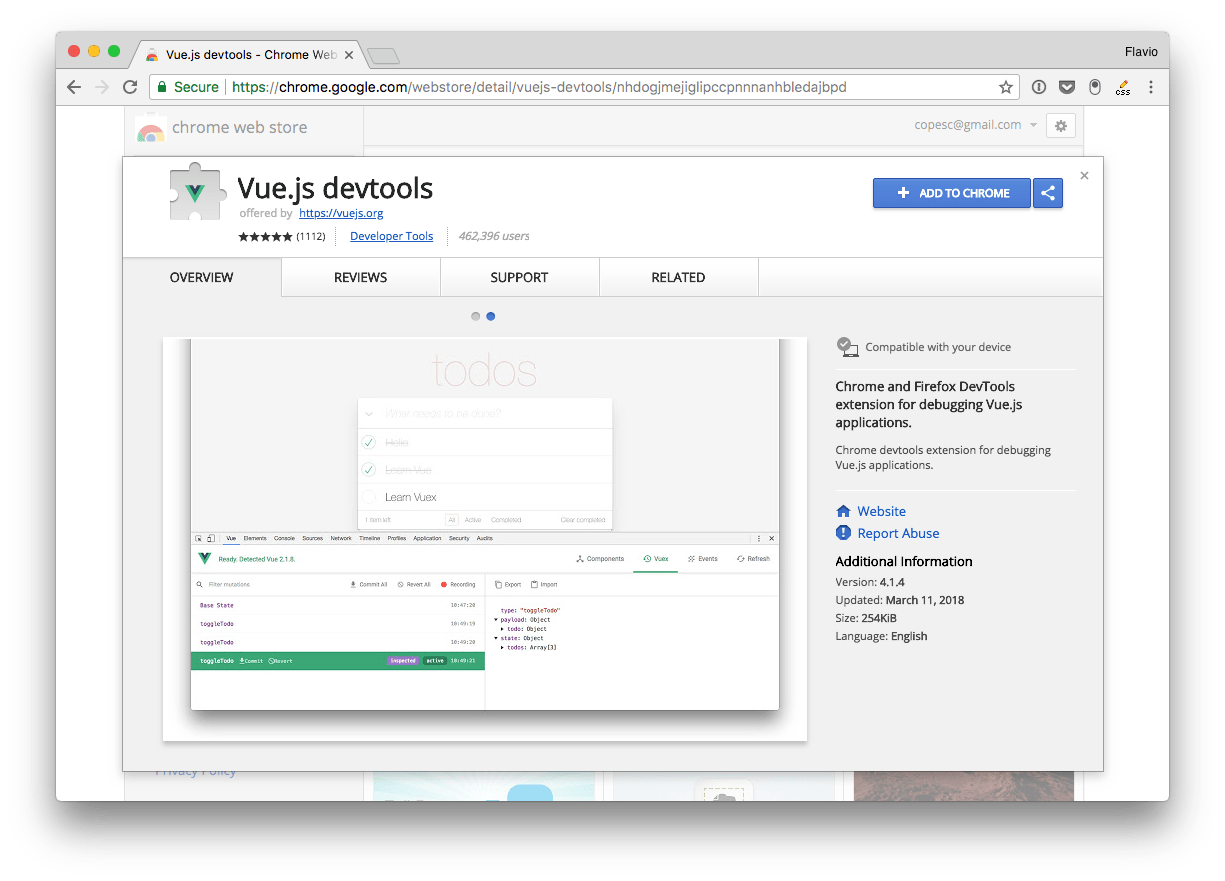 Vue.js devtools - Chrome Web
Flavio
Secure https://chrome.google.com/webstore/detail/vuejs-devtools/nhdogjmejiglipccpnnnanhbledajbpd
css
chrome web store
copesc@gmail.com
Vue.js devtools
offered by https://vuejs.org
(1112) Developer Tools 462,396 users
+ ADD TO CHROME
OVERVIEW REVIEWS SUPPORT RELATED
todos
What needs to be done?
Hello
Learn Vue
Learn Vuex
1 item left All Active Completed Clear completed
Vue Elements Console Sources Network Timeline Profiles Application Security Audits
Ready. Detected Vue 2.1.8. Components Vuex Events Refresh
Filter mutations Commit All Revert All Recording Export Import
Base State 10:47:20
toggleTodo 10:49:19
toggleTodo 10:49:20
toggleTodo Commit Revert inspected active 10:49:21
type: "toggleTodo"
payload: Object
todo: Object
state: Object
todos: Array[3]
Compatible with your device
Chrome and Firefox DevTools
extension for debugging Vue.js
applications.
Chrome devtools extension for debugging
Vue.js applications.
Website
Report Abuse
Additional Information
Version: 4.1.4
Updated: March 11, 2018
Size: 254KiB
Language: English
Privacy Policy